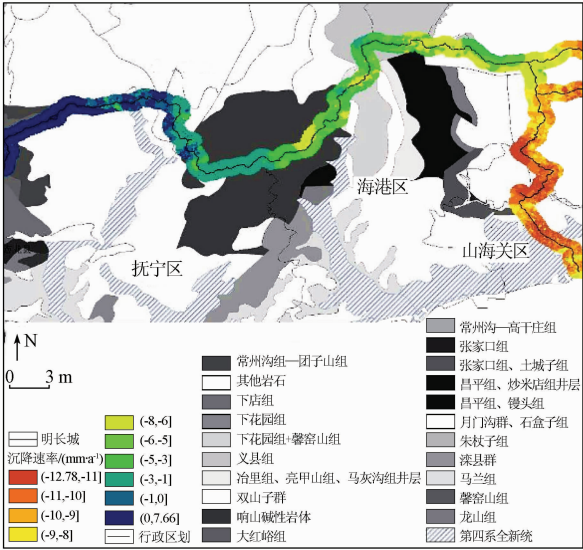 海港区
山海关区
抚宁区
N
0 3 m
明长城
沉降速率/(mm·a⁻¹)
(-12.78,-11]
(-11,-10]
(-10,-9]
(-9,-8]
(-8,-6]
(-6.-5]
(-5,-3]
(-3,-1]
(-1,0]
(0,7.66]
行政区划
常州沟组—团子山组
其他岩石
下店组
下花园组
下花园组+馨窑山组
义县组
冶里组、亮甲山组、马灰沟组井层
双山子群
响山碱性岩体
大红峪组
常州沟—高于庄组
张家口组
张家口组、土城子组
昌平组、炒米店组井层
昌平组、馒头组
月门沟群、石盒子组
朱杖子组
滦县群
马兰组
馨窑山组
龙山组
第四系全新统